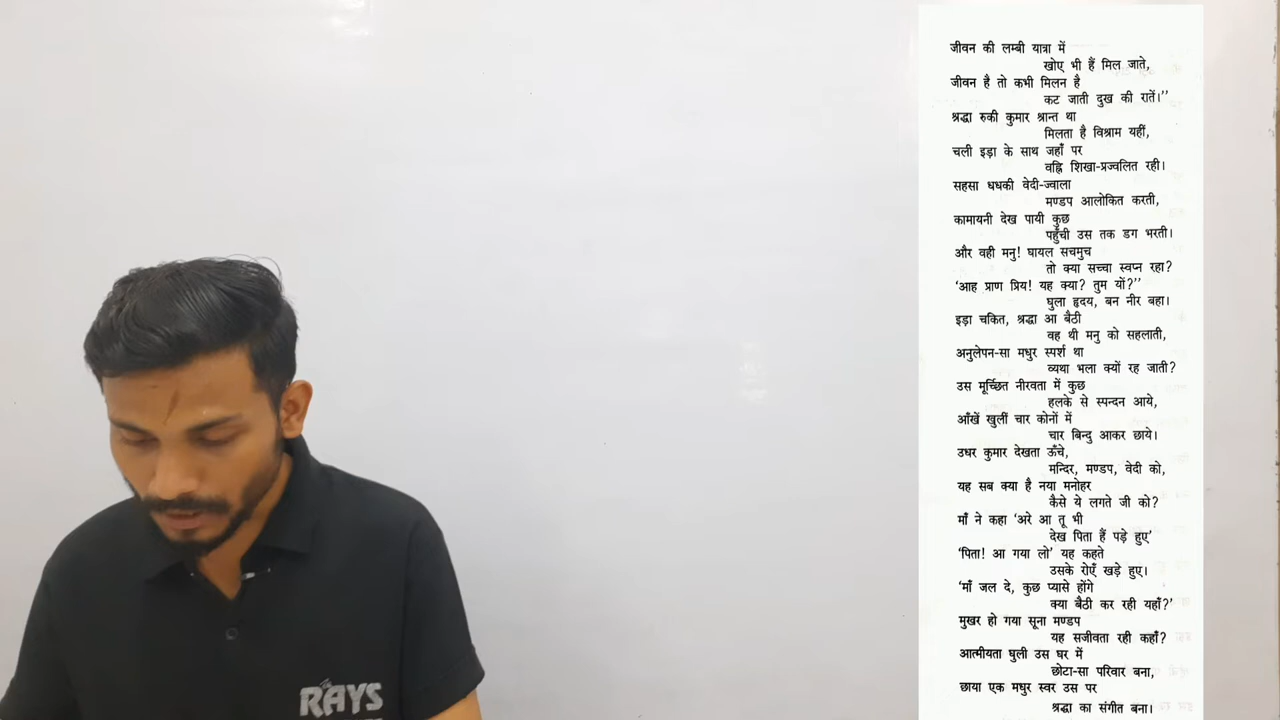 जीवन की लम्बी यात्रा में
खोए भी हैं मिल जाते,
जीवन है तो कभी मिलन है
कट जाती दुख की रातें।’’
श्रद्धा रुकी कुमार श्रान्त था
मिलता है विश्राम यहीं,
चली इड़ा के साथ जहाँ पर
वह्नि शिखा-प्रज्वलित रही।
सहसा धधकी वेदी-ज्वाला
मण्डप आलोकित करती,
कामायनी देख पायी कुछ
पहुँची उस तक डग भरती।
और वही मनु! घायल सचमुच
तो क्या सच्चा स्वप्न रहा?
‘आह प्राण प्रिय! यह क्या? तुम यों?’’
घुला हृदय, बन नीर बहा।
इड़ा चकित, श्रद्धा आ बैठी
वह थी मनु को सहलाती,
अनुलेपन-सा मधुर स्पर्श था
व्यथा भला क्यों रह जाती?
उस मूर्च्छित नीरवता में कुछ
हलके से स्पन्दन आये,
आँखें खुलीं चार कोनों में
चार बिन्दु आकर छाये।
उधर कुमार देखता ऊँचे,
मन्दिर, मण्डप, वेदी को,
यह सब क्या है नया मनोहर
कैसे ये लगते जी को?
माँ ने कहा ‘अरे आ तू भी
देख पिता हैं पड़े हुए’
‘पिता! आ गया लो’ यह कहते
उसके रोएँ खड़े हुए।
‘माँ जल दे, कुछ प्यासे होंगे
क्या बैठी कर रही यहाँ?’
मुखर हो गया सूना मण्डप
यह सजीवता रही कहाँ?
आत्मीयता घुली उस घर में
छोटा-सा परिवार बना,
छाया एक मधुर स्वर उस पर
श्रद्धा का संगीत बना।
The
RAYS